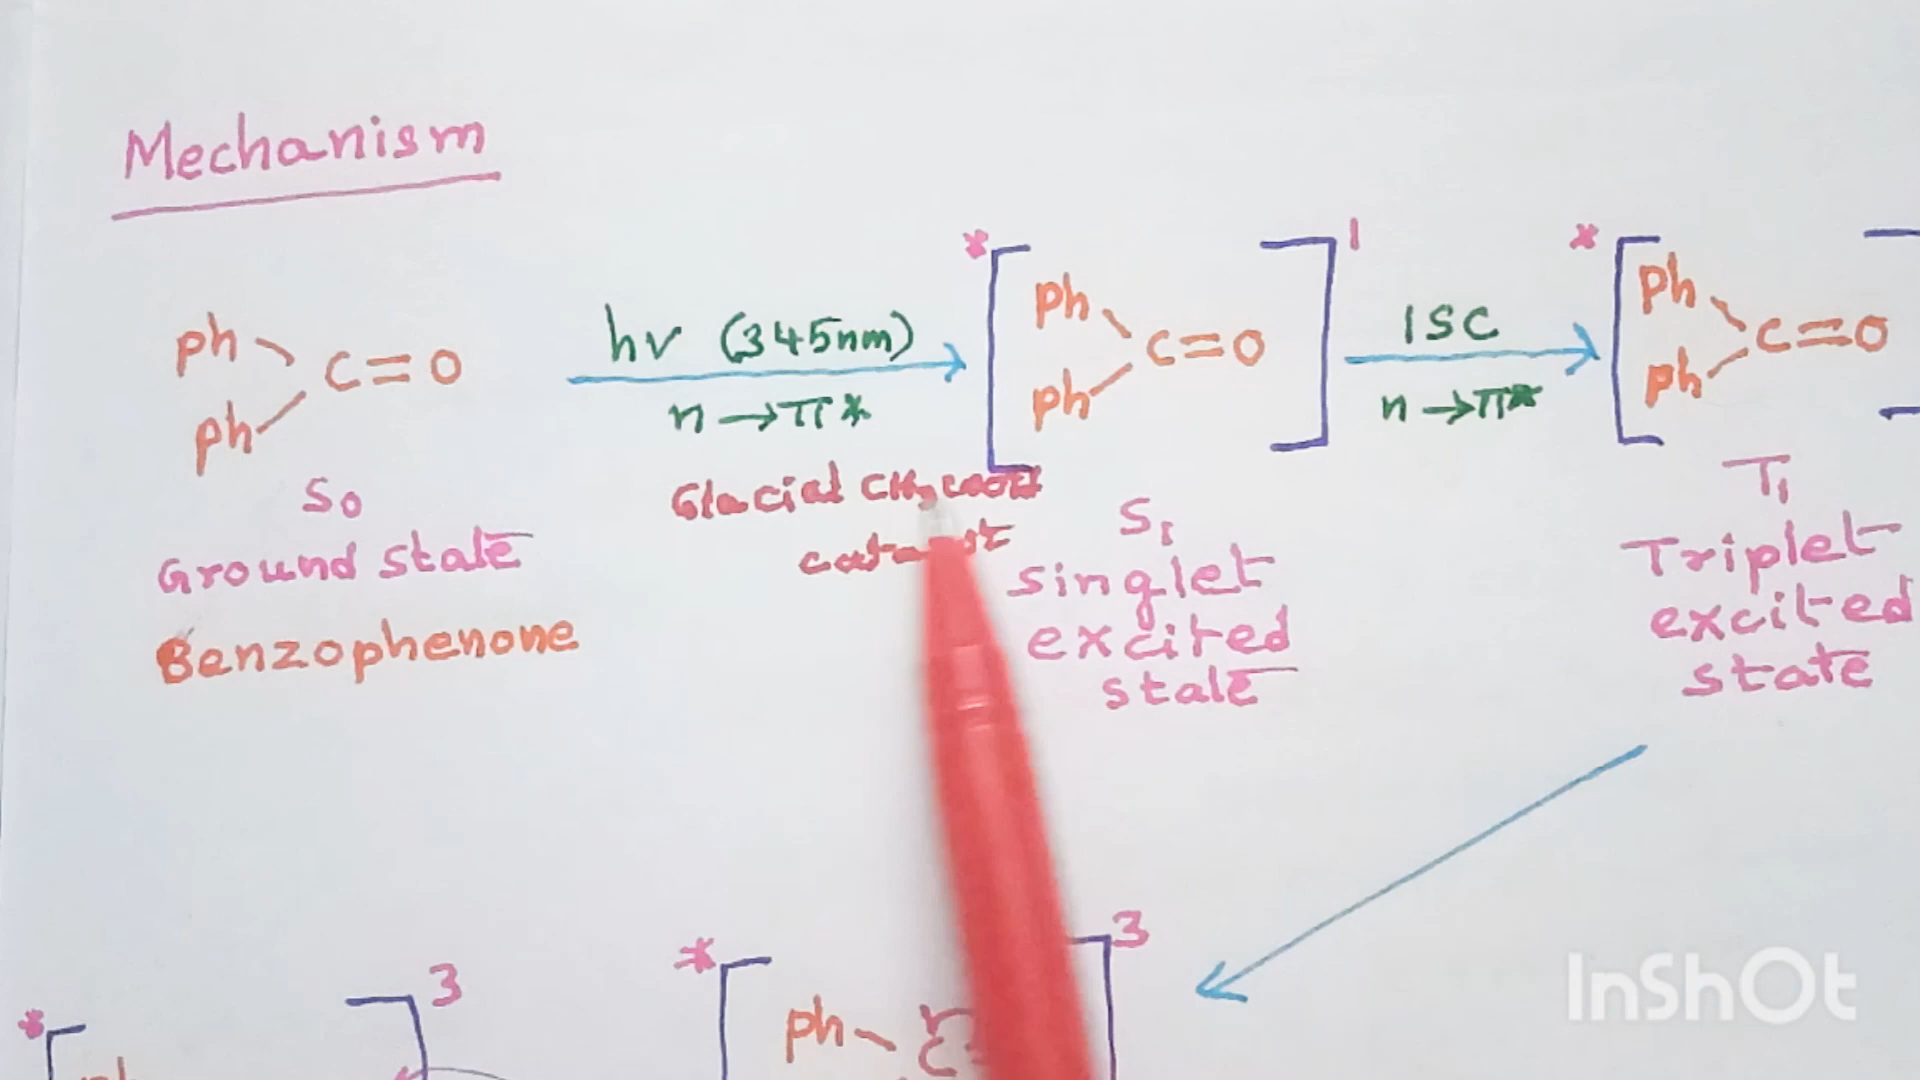 Mechanism
* 1 *
Ph Ph Ph
C=O hν (345nm) C=O ISC C=O
Ph n→π* Ph n→π* Ph
Glacial CH3COOH
S0 S1 T1
Ground state singlet Triplet
Benzophenone excited excited
state state
* 3 * 3
Ph
C
InShOt